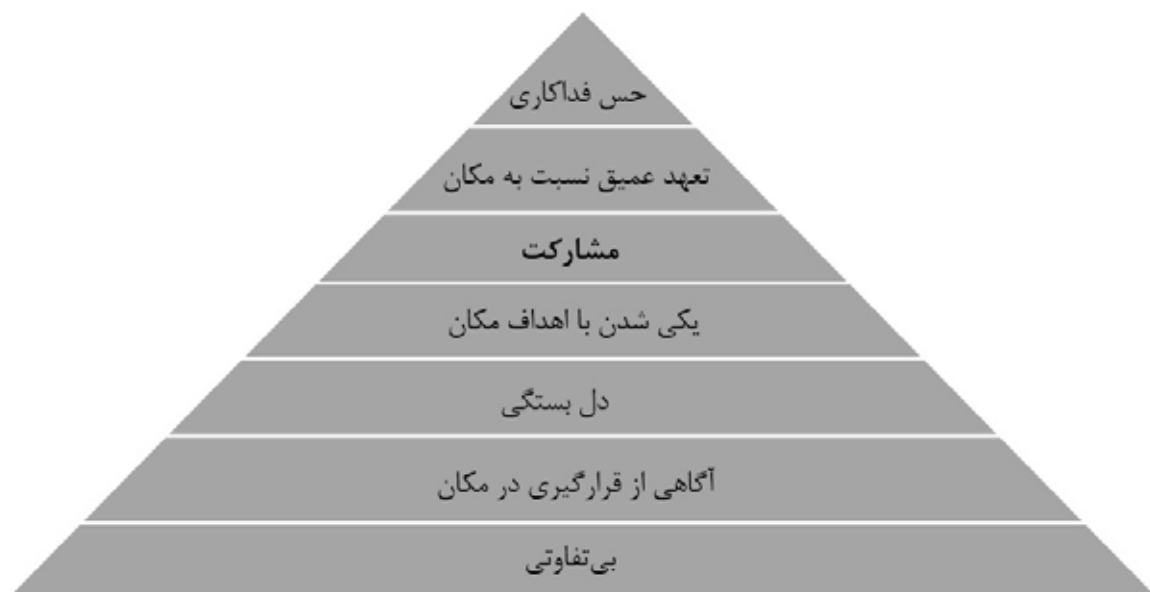 حس فداکاری
تعهد عمیق نسبت به مکان
مشارکت
یکی شدن با اهداف مکان
دل بستگی
آگاهی از قرارگیری در مکان
بی‌تفاوتی